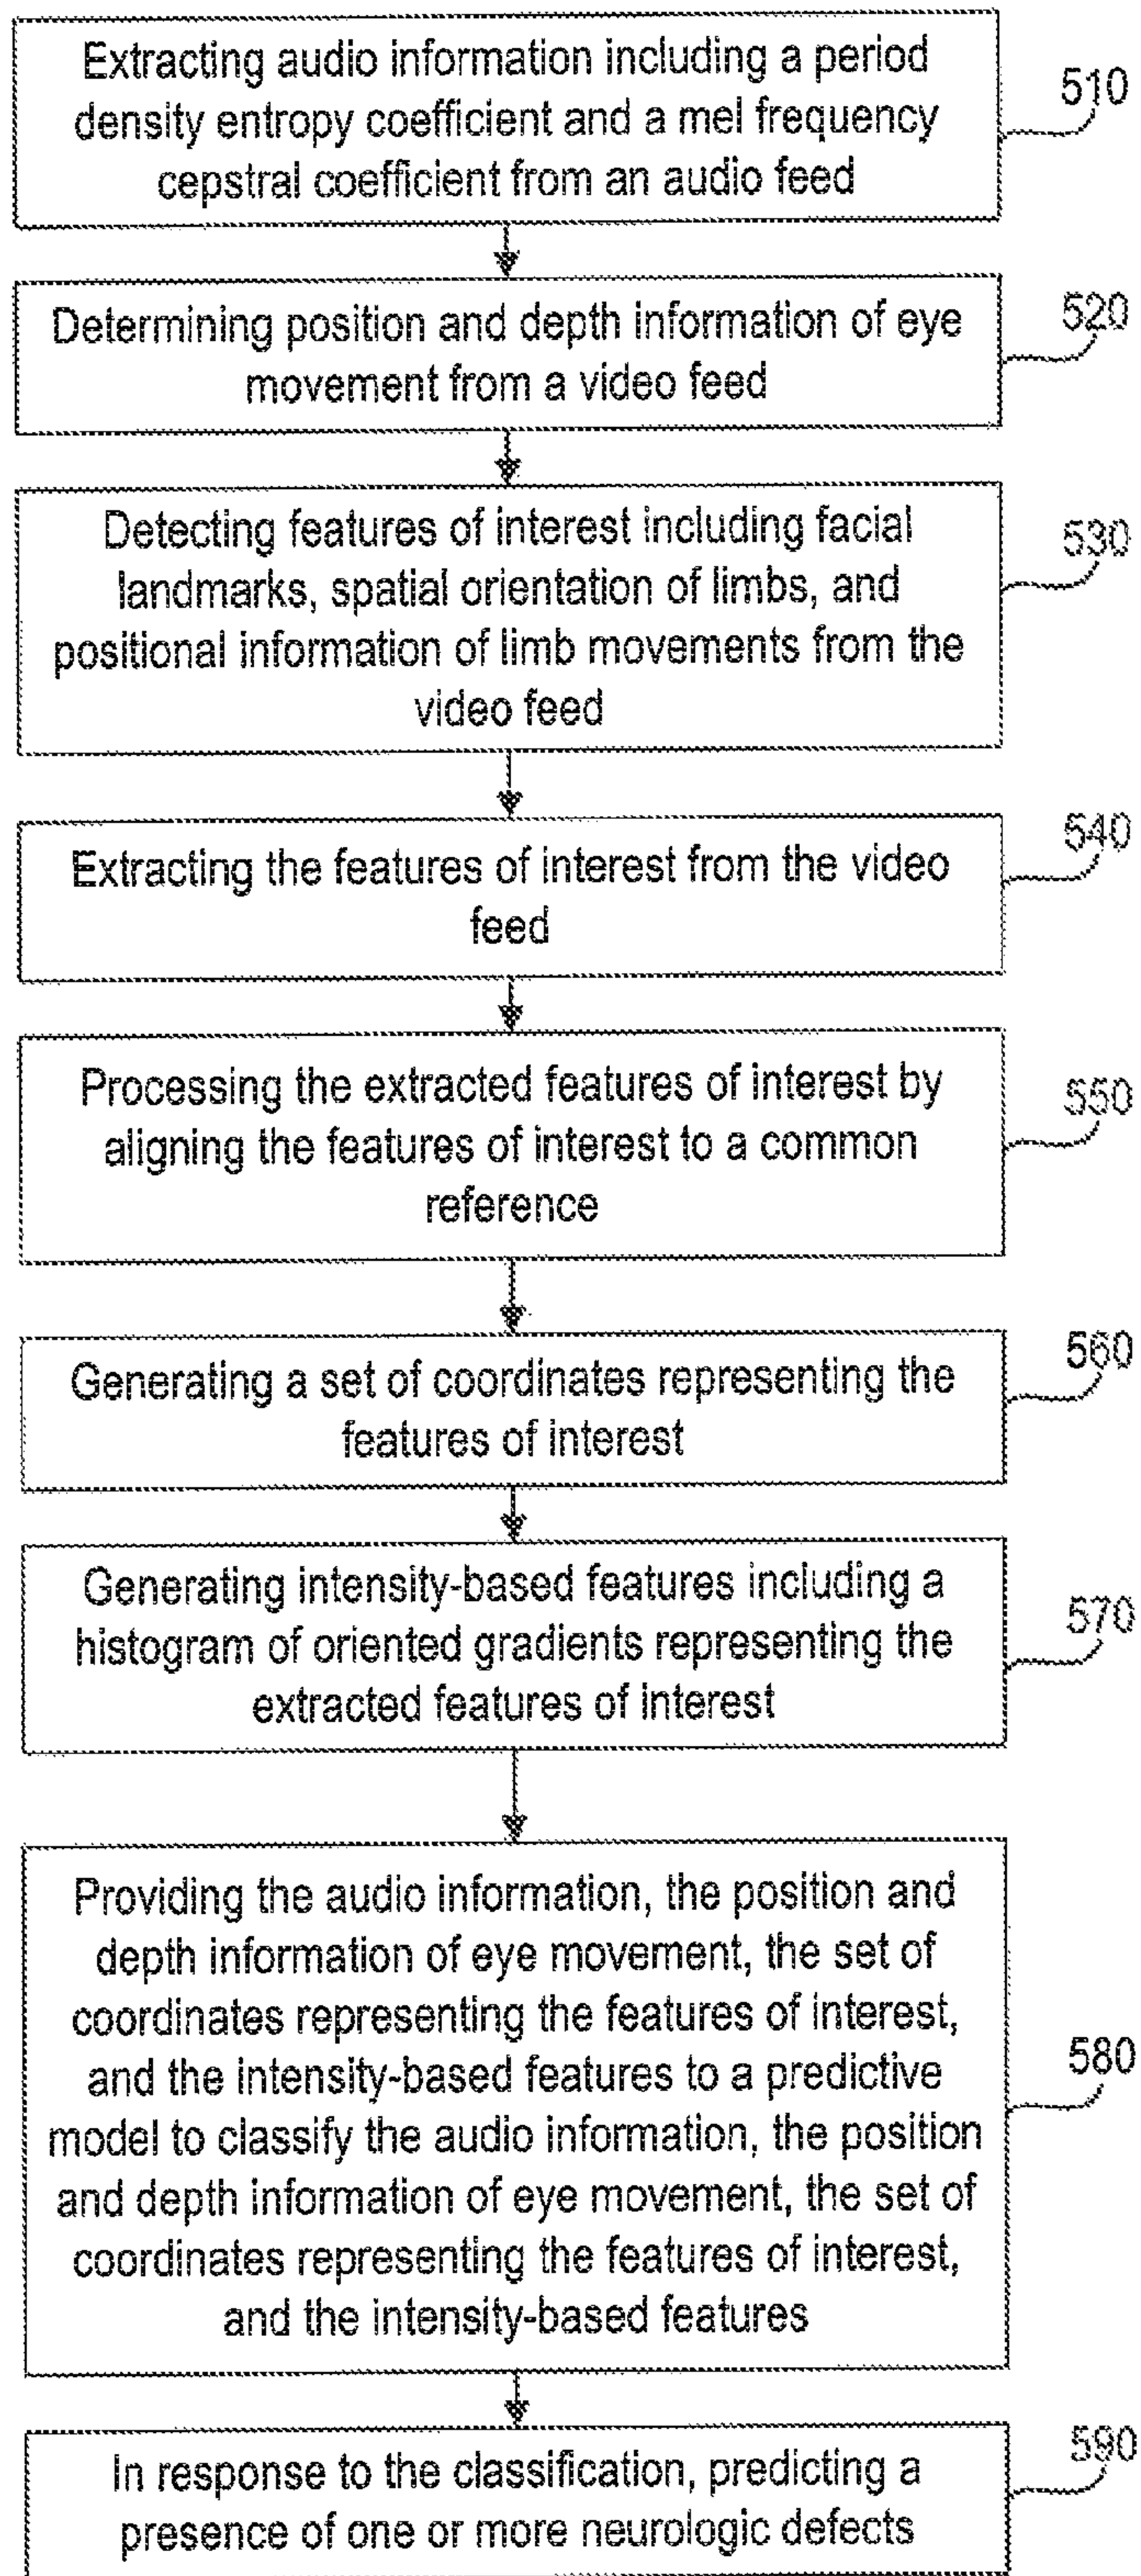 Extracting audio information including a period
density entropy coefficient and a mel frequency
cepstral coefficient from an audio feed
510
Determining position and depth information of eye
movement from a video feed
520
Detecting features of interest including facial
landmarks, spatial orientation of limbs, and
positional information of limb movements from the
video feed
530
Extracting the features of interest from the video
feed
540
Processing the extracted features of interest by
aligning the features of interest to a common
reference
550
Generating a set of coordinates representing the
features of interest
560
Generating intensity-based features including a
histogram of oriented gradients representing the
extracted features of interest
570
Providing the audio information, the position and
depth information of eye movement, the set of
coordinates representing the features of interest,
and the intensity-based features to a predictive
model to classify the audio information, the position
and depth information of eye movement, the set of
coordinates representing the features of interest,
and the intensity-based features
580
In response to the classification, predicting a
presence of one or more neurologic defects
590